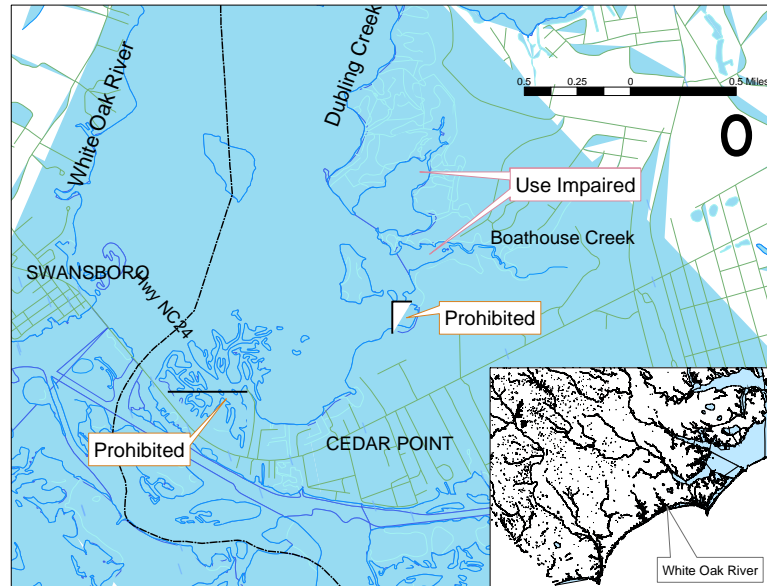 White Oak River
Dubling Creek
0.5 0.25 0 0.5 Miles
0
Use Impaired
Boathouse Creek
SWANSBORO
Hwy NC24
Prohibited
Prohibited
CEDAR POINT
White Oak River